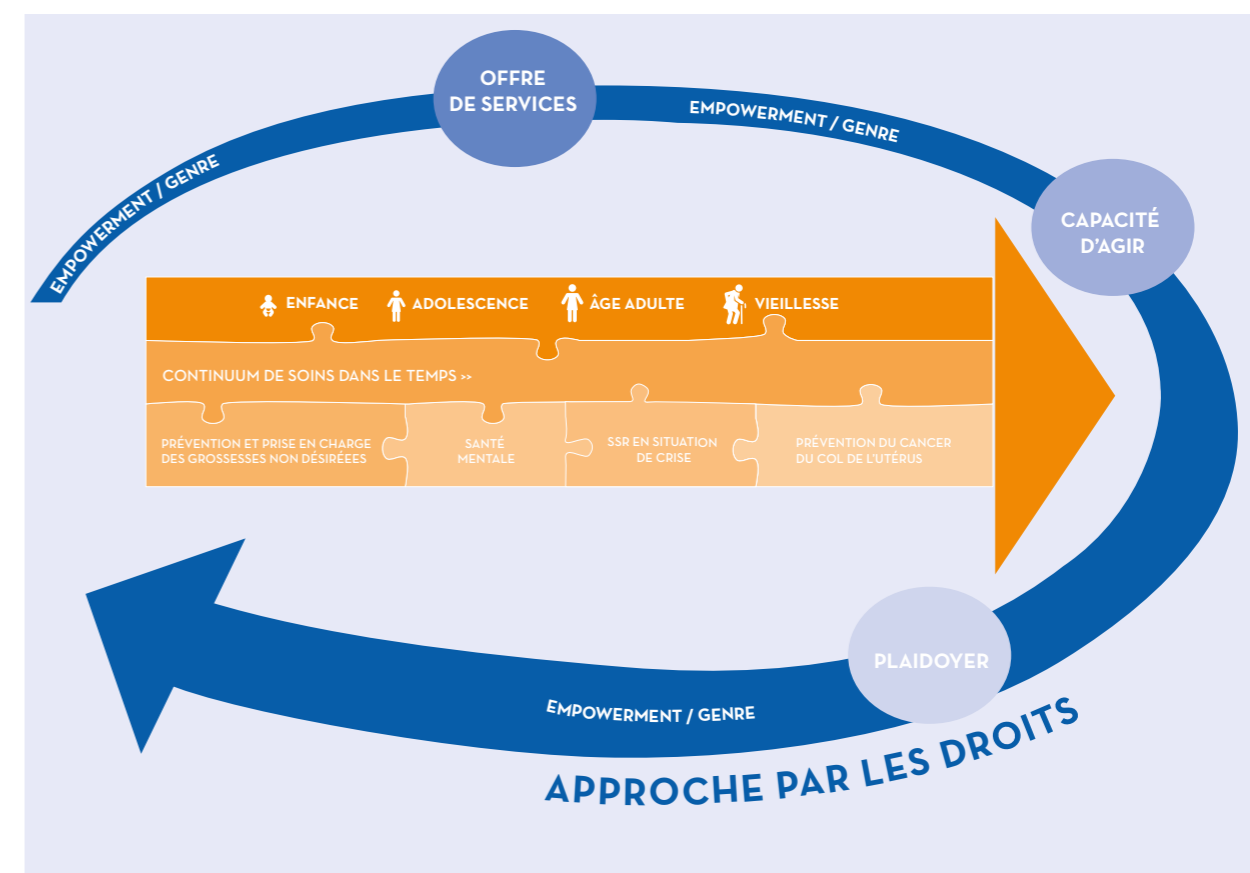 OFFRE
DE SERVICES
EMPOWERMENT / GENRE
EMPOWERMENT / GENRE
CAPACITÉ
D'AGIR
ENFANCE
ADOLESCENCE
ÂGE ADULTE
VIEILLESSE
CONTINUUM DE SOINS DANS LE TEMPS >>
PRÉVENTION ET PRISE EN CHARGE
DES GROSSESSES NON DÉSIRÉEES
SANTÉ
MENTALE
SSR EN SITUATION
DE CRISE
PRÉVENTION DU CANCER
DU COL DE L'UTÉRUS
PLAIDOYER
EMPOWERMENT / GENRE
APPROCHE PAR LES DROITS